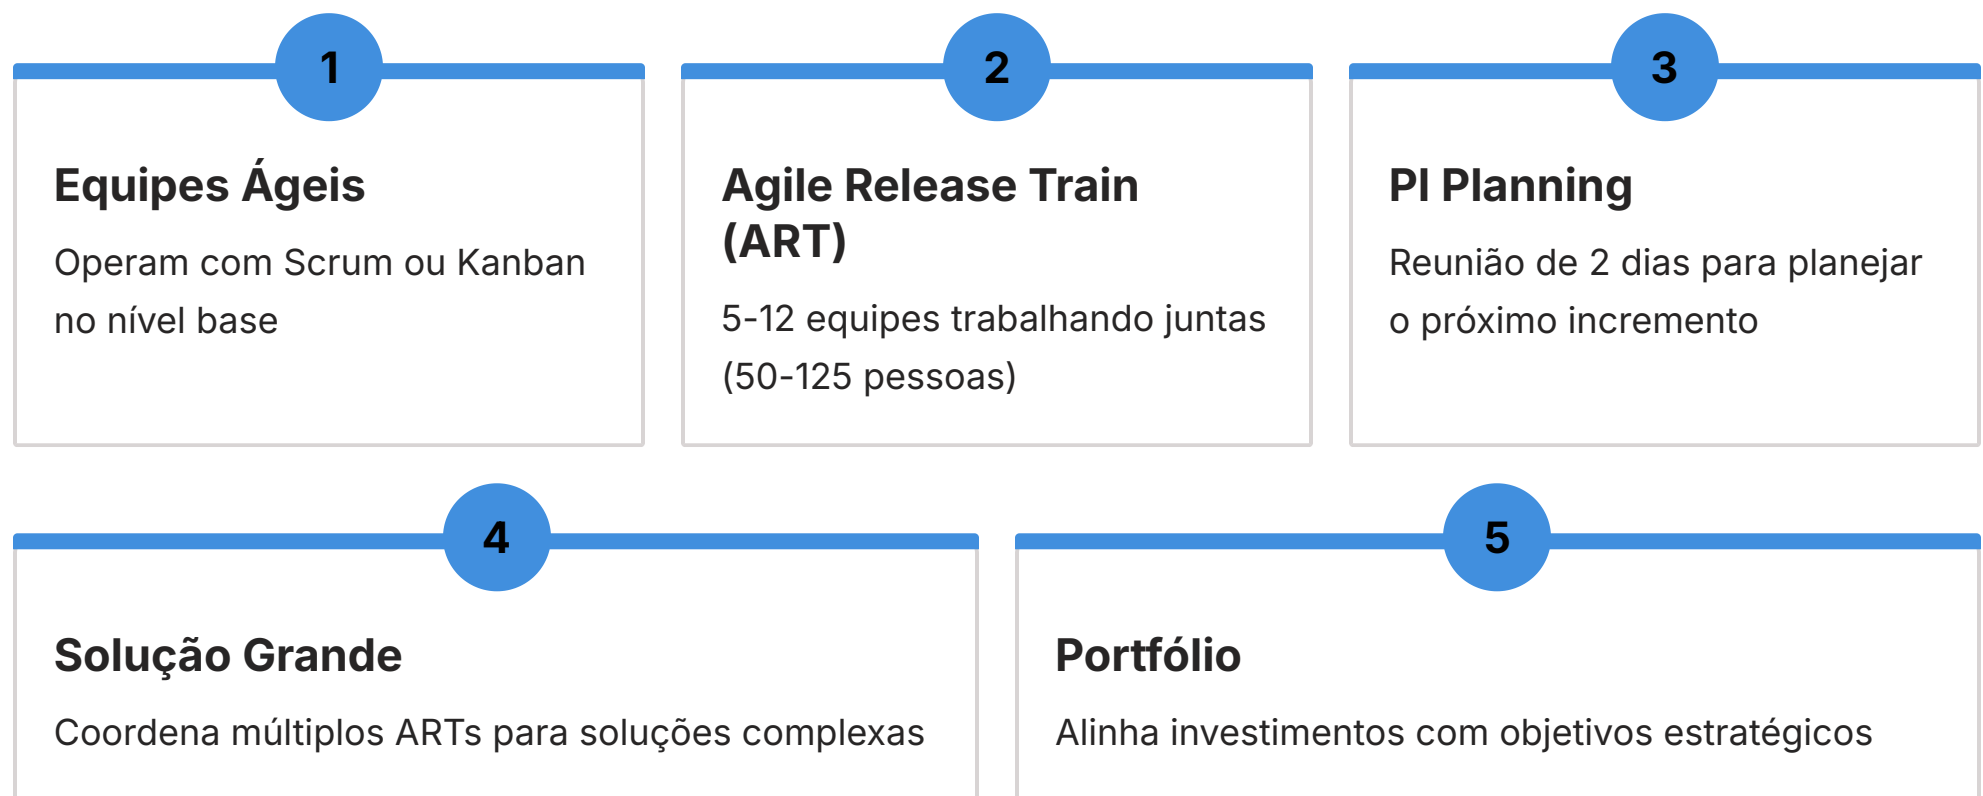 1
Equipes Ágeis
Operam com Scrum ou Kanban
no nível base
2
Agile Release Train
(ART)
5-12 equipes trabalhando juntas
(50-125 pessoas)
3
PI Planning
Reunião de 2 dias para planejar
o próximo incremento
4
Solução Grande
Coordena múltiplos ARTs para soluções complexas
5
Portfólio
Alinha investimentos com objetivos estratégicos